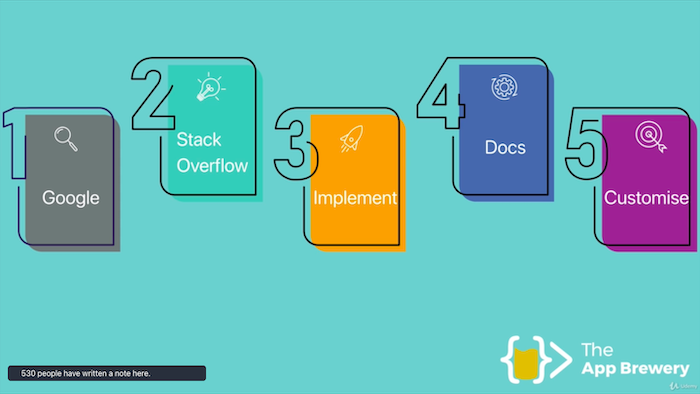 1
Google
2
Stack
Overflow
3
Implement
4
Docs
5
Customise
530 people have written a note here.
The
App Brewery
Udemy